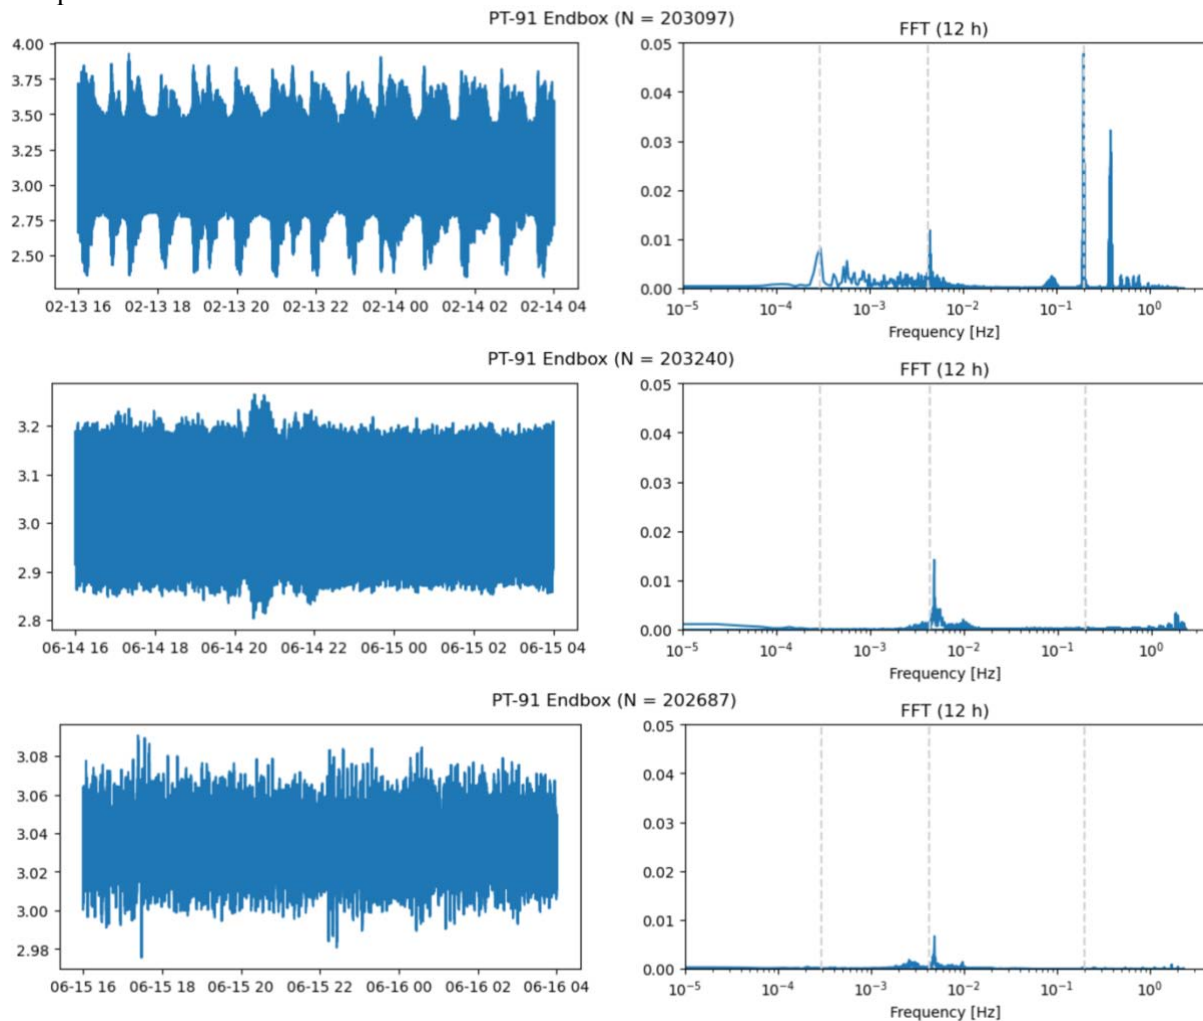 PT-91 Endbox (N = 203097)
FFT (12 h)
4.00
3.75
3.50
3.25
3.00
2.75
2.50
02-13 16 02-13 18 02-13 20 02-13 22 02-14 00 02-14 02 02-14 04
0.05
0.04
0.03
0.02
0.01
0.00
10⁻⁵ 10⁻⁴ 10⁻³ 10⁻² 10⁻¹ 10⁰
Frequency [Hz]
PT-91 Endbox (N = 203240)
FFT (12 h)
3.2
3.1
3.0
2.9
2.8
06-14 16 06-14 18 06-14 20 06-14 22 06-15 00 06-15 02 06-15 04
0.05
0.04
0.03
0.02
0.01
0.00
10⁻⁵ 10⁻⁴ 10⁻³ 10⁻² 10⁻¹ 10⁰
Frequency [Hz]
PT-91 Endbox (N = 202687)
FFT (12 h)
3.08
3.06
3.04
3.02
3.00
2.98
06-15 16 06-15 18 06-15 20 06-15 22 06-16 00 06-16 02 06-16 04
0.05
0.04
0.03
0.02
0.01
0.00
10⁻⁵ 10⁻⁴ 10⁻³ 10⁻² 10⁻¹ 10⁰
Frequency [Hz]